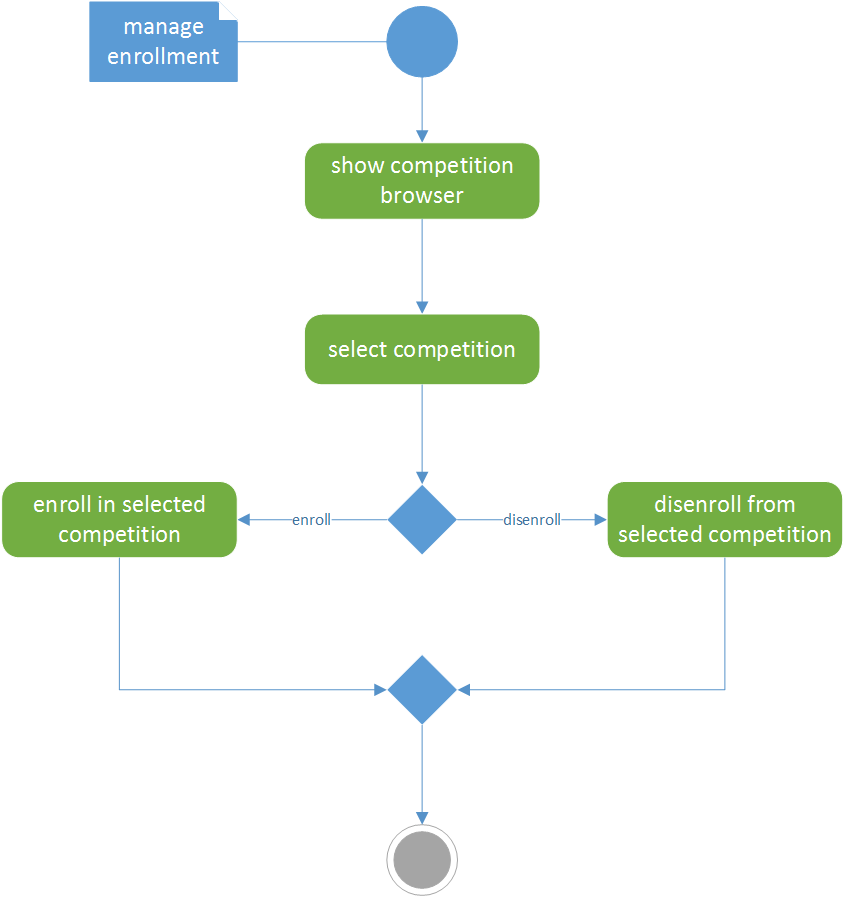 manage
enrollment
show competition
browser
select competition
enroll in selected
competition
enroll
disenroll
disenroll from
selected competition